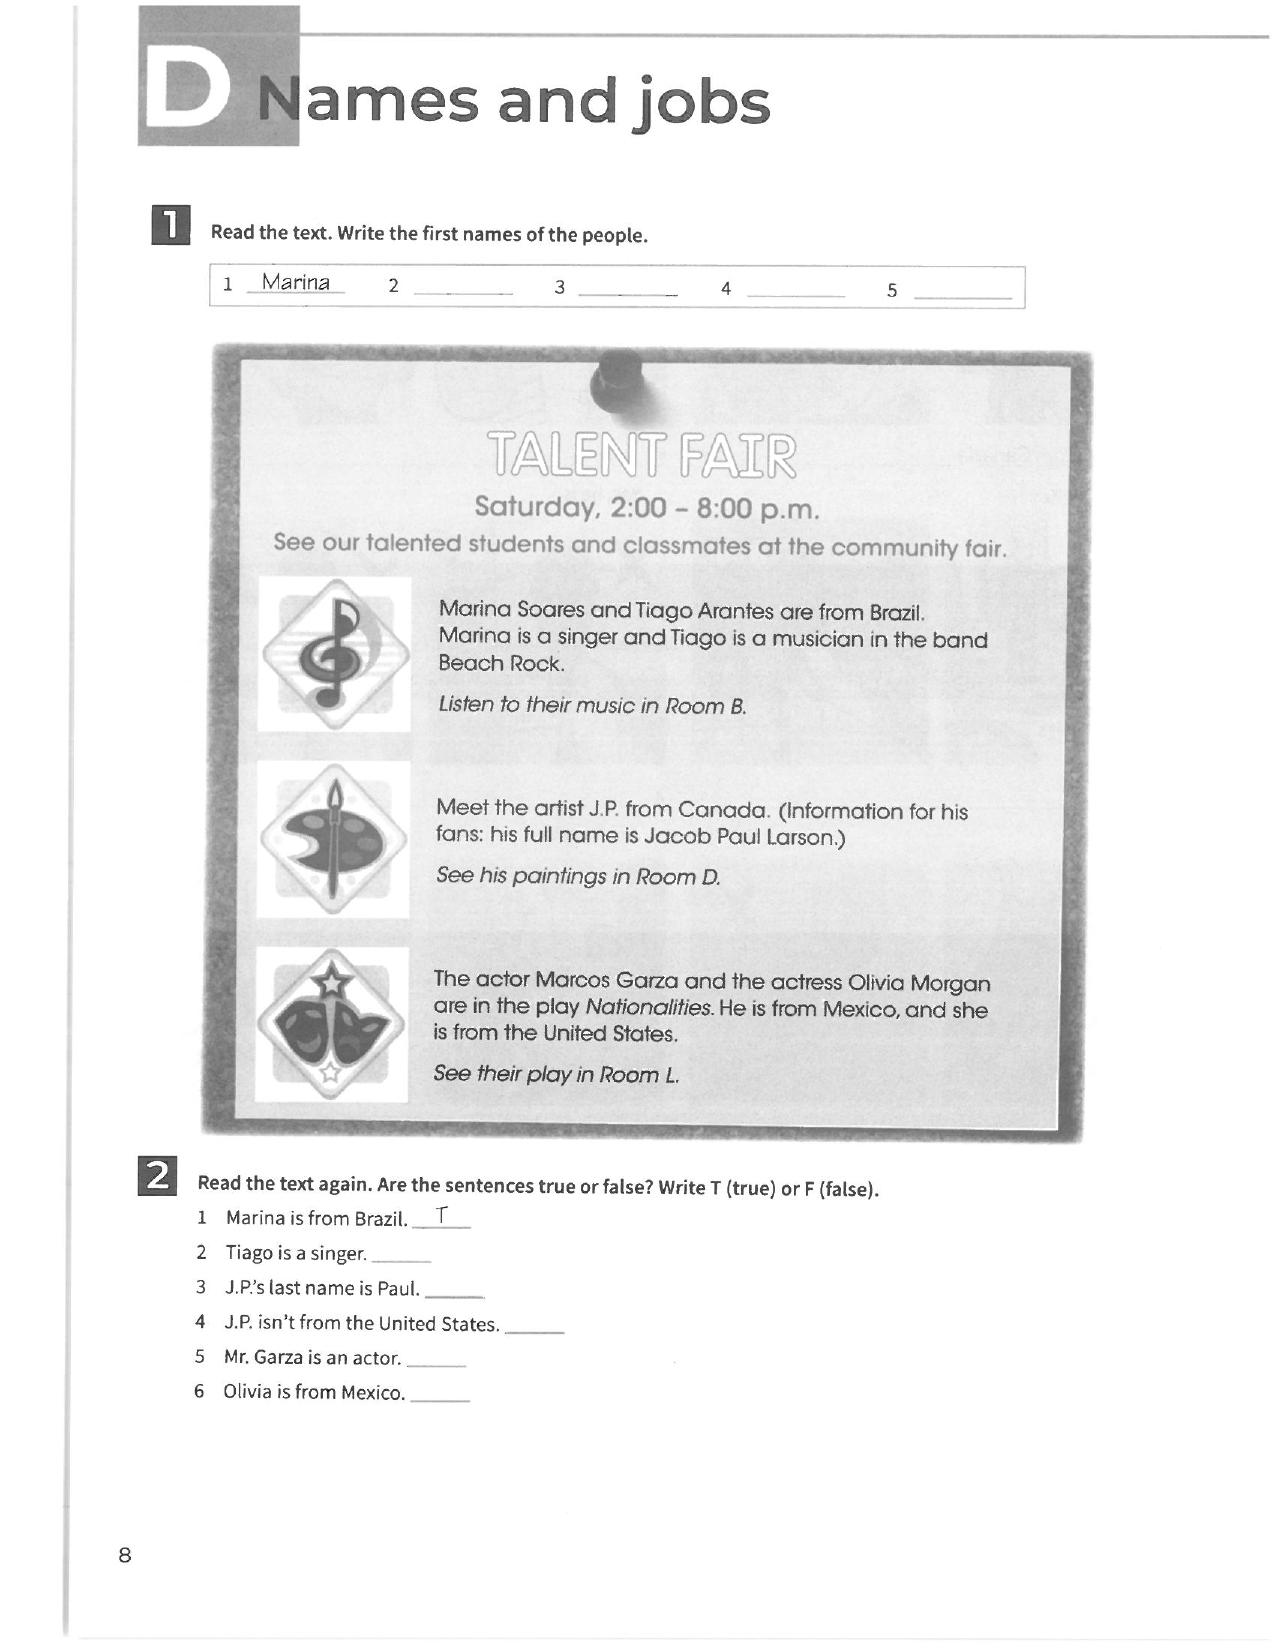 D Names and jobs
1 Read the text. Write the first names of the people.
1 Marina 2 ______ 3 ______ 4 ______ 5 ______
TALENT FAIR
Saturday, 2:00 – 8:00 p.m.
See our talented students and classmates at the community fair.
Marina Soares and Tiago Arantes are from Brazil.
Marina is a singer and Tiago is a musician in the band
Beach Rock.
Listen to their music in Room B.
Meet the artist J.P. from Canada. (Information for his
fans: his full name is Jacob Paul Larson.)
See his paintings in Room D.
The actor Marcos Garza and the actress Olivia Morgan
are in the play Nationalities. He is from Mexico, and she
is from the United States.
See their play in Room L.
2 Read the text again. Are the sentences true or false? Write T (true) or F (false).
1 Marina is from Brazil. T
2 Tiago is a singer. ______
3 J.P.'s last name is Paul. ______
4 J.P. isn't from the United States. ______
5 Mr. Garza is an actor. ______
6 Olivia is from Mexico. ______
8